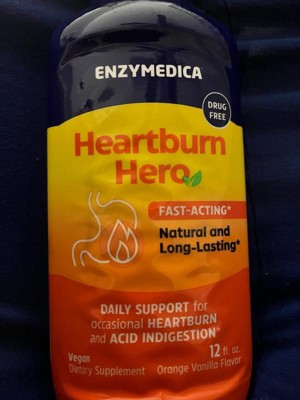 ENZYMEDICA
DRUG
FREE
Heartburn
Hero
FAST-ACTING*
Natural and
Long-Lasting*
DAILY SUPPORT for
occasional HEARTBURN
and ACID INDIGESTION*
Vegan
Dietary Supplement
12 fl. oz.
Orange Vanilla Flavor